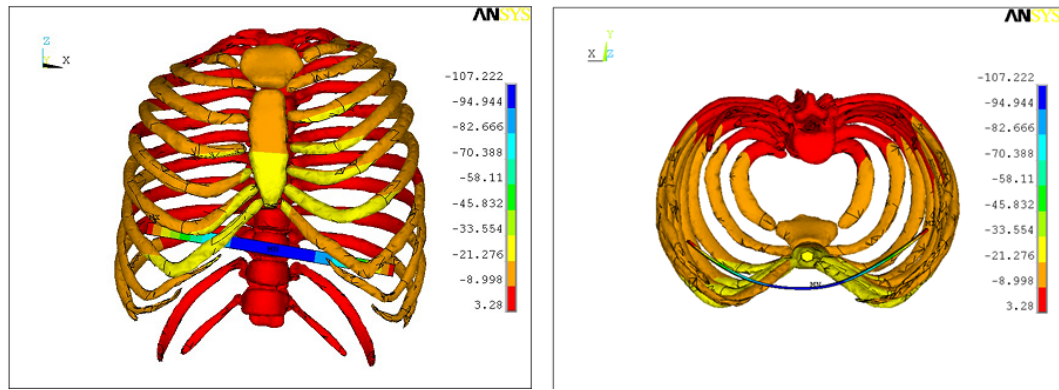 ANSYS
Z
Y
X
-107.222
-94.944
-82.666
-70.388
-58.11
-45.832
-33.554
-21.276
-8.998
3.28
ANSYS
Y
X
Z
-107.222
-94.944
-82.666
-70.388
-58.11
-45.832
-33.554
-21.276
-8.998
3.28
MN